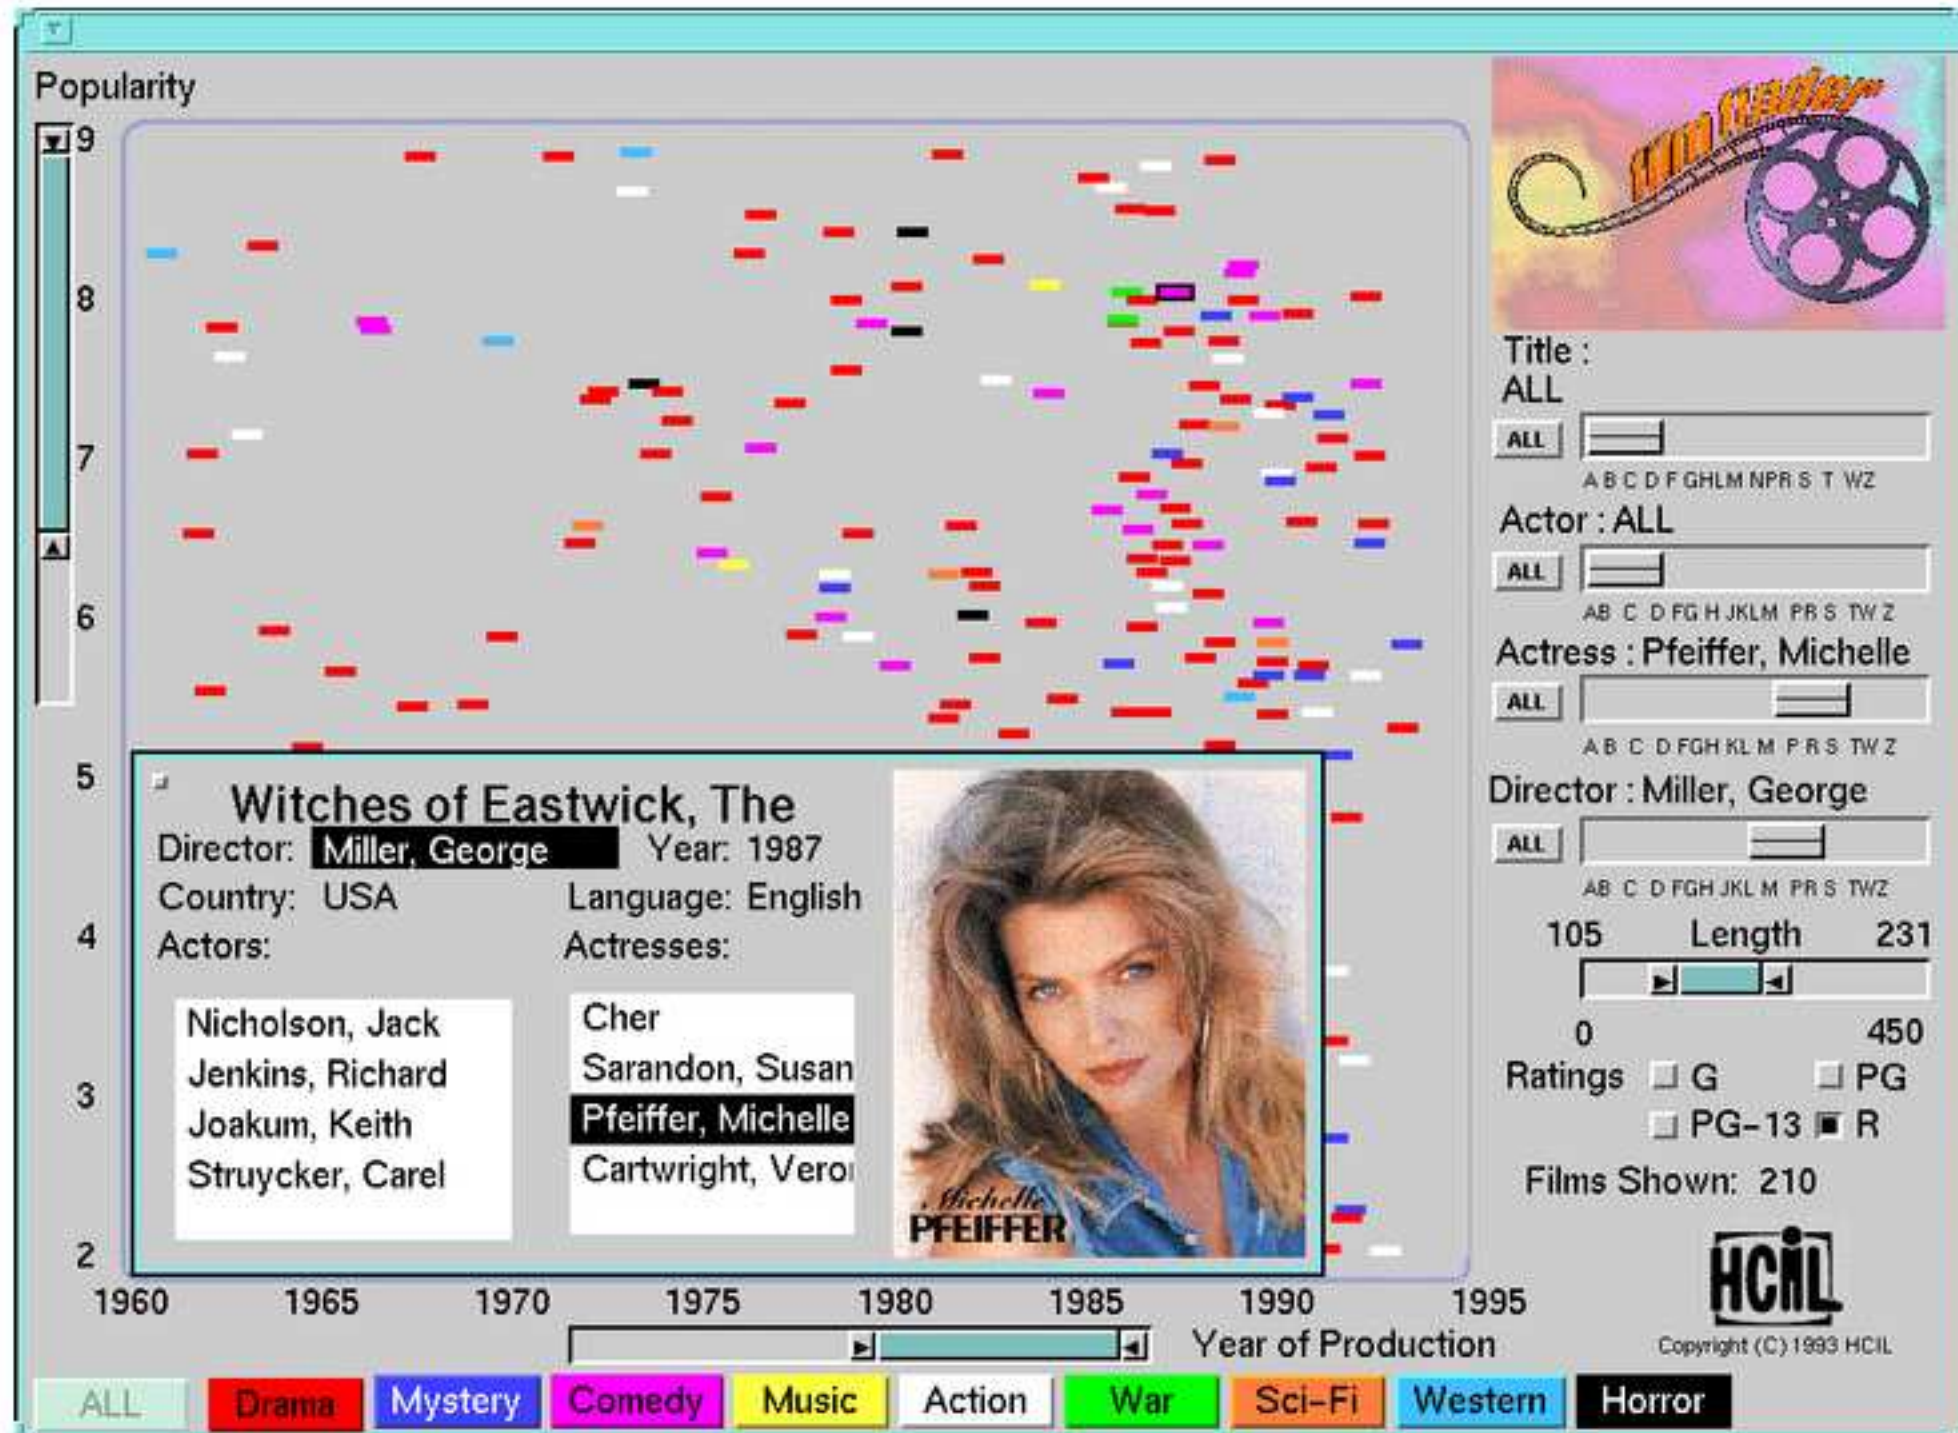 Popularity
9
8
7
6
5
4
3
2
1960 1965 1970 1975 1980 1985 1990 1995
Year of Production
Witches of Eastwick, The
Director: Miller, George Year: 1987
Country: USA Language: English
Actors: Actresses:
Nicholson, Jack
Jenkins, Richard
Joakum, Keith
Struycker, Carel
Cher
Sarandon, Susan
Pfeiffer, Michelle
Cartwright, Vero
Michelle
PFEIFFER
film finder
Title :
ALL
ALL
A B C D F GHLM NPR S T WZ
Actor : ALL
ALL
AB C D FG H JKLM PR S TW Z
Actress : Pfeiffer, Michelle
ALL
A B C D FGH KL M P R S TW Z
Director : Miller, George
ALL
AB C D FGH JKL M PR S TWZ
105 Length 231
0 450
Ratings G PG
PG-13 R
Films Shown: 210
HCIL
Copyright (C) 1993 HCIL
ALL Drama Mystery Comedy Music Action War Sci-Fi Western Horror